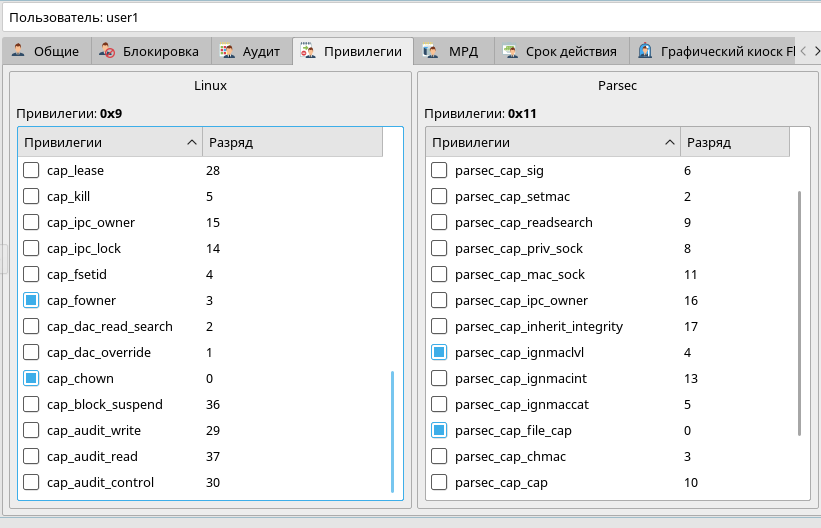 Пользователь: user1
Общие Блокировка Аудит Привилегии МРД Срок действия Графический киоск Fl
Linux
Привилегии: 0x9
Привилегии Разряд
cap_lease 28
cap_kill 5
cap_ipc_owner 15
cap_ipc_lock 14
cap_fsetid 4
cap_fowner 3
cap_dac_read_search 2
cap_dac_override 1
cap_chown 0
cap_block_suspend 36
cap_audit_write 29
cap_audit_read 37
cap_audit_control 30
Parsec
Привилегии: 0x11
Привилегии Разряд
parsec_cap_sig 6
parsec_cap_setmac 2
parsec_cap_readsearch 9
parsec_cap_priv_sock 8
parsec_cap_mac_sock 11
parsec_cap_ipc_owner 16
parsec_cap_inherit_integrity 17
parsec_cap_ignmaclvl 4
parsec_cap_ignmacint 13
parsec_cap_ignmaccat 5
parsec_cap_file_cap 0
parsec_cap_chmac 3
parsec_cap_cap 10